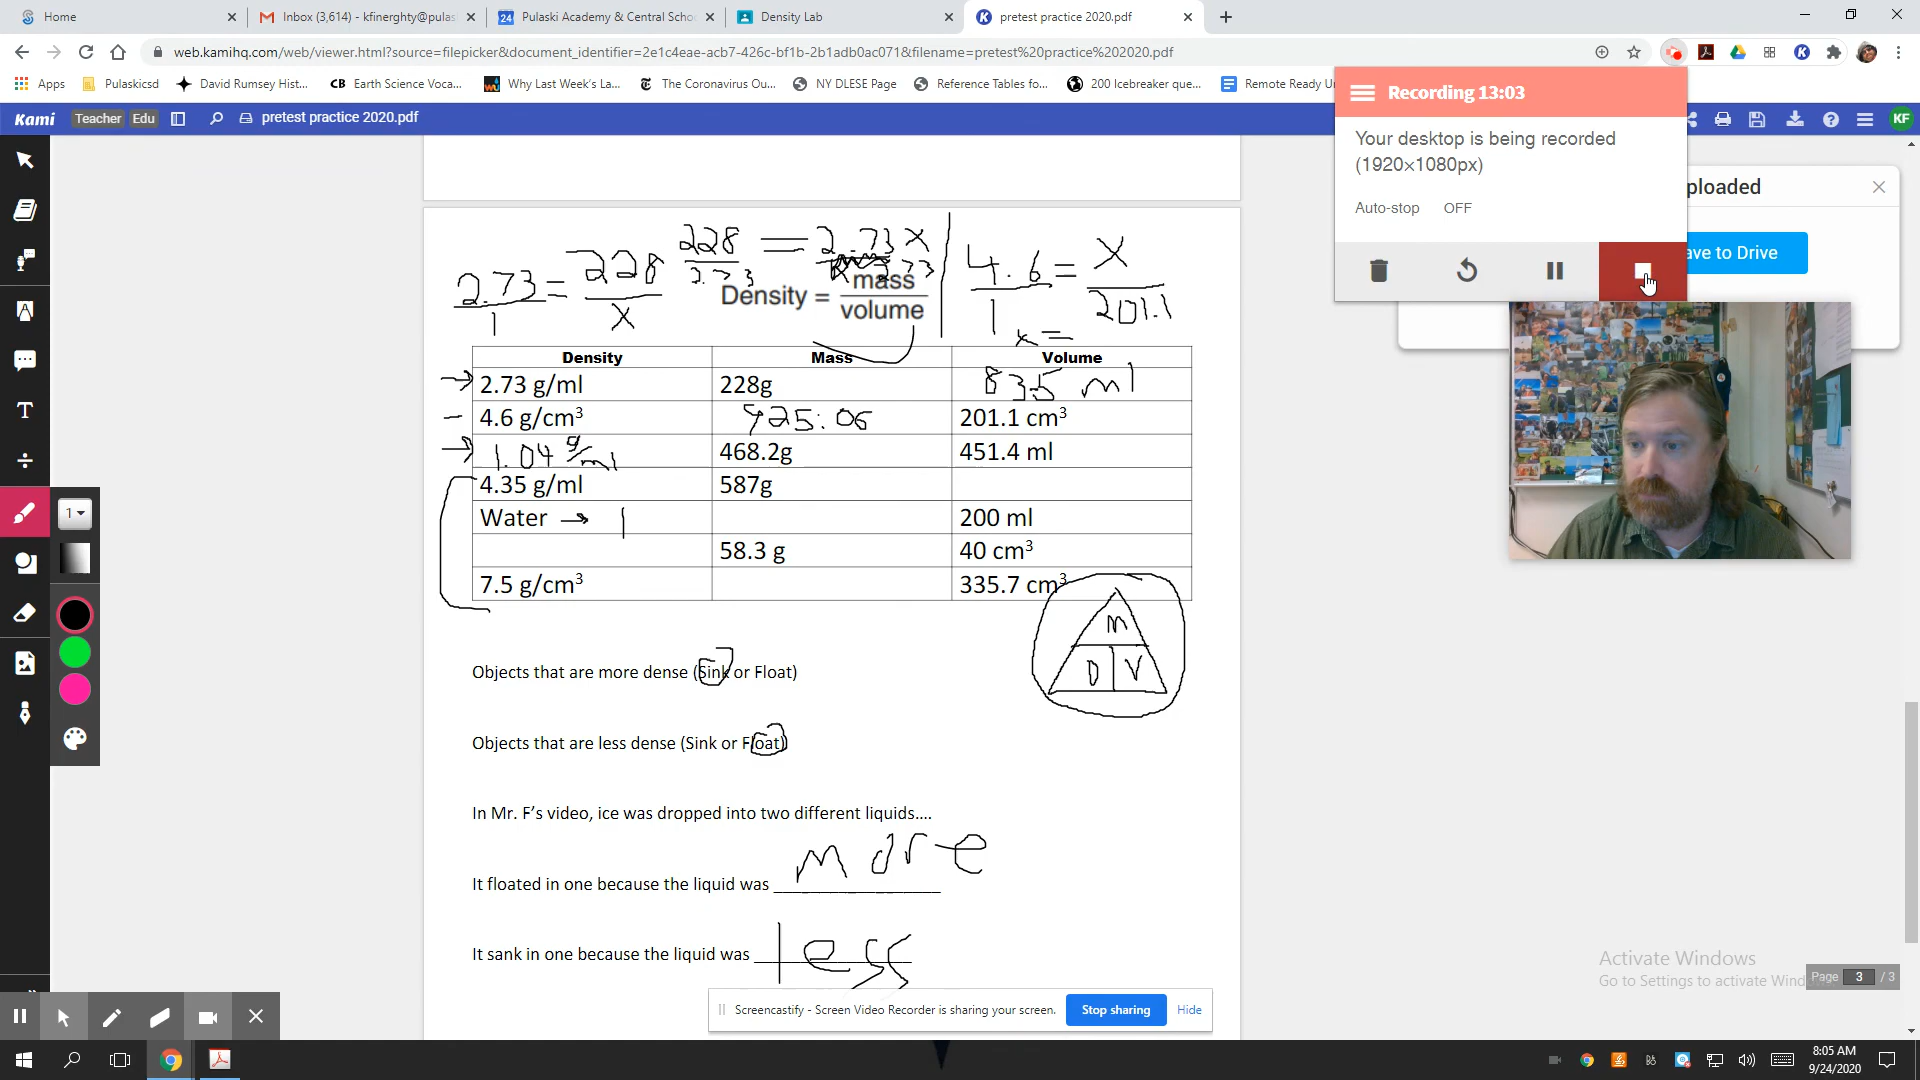 Home
Inbox (3,614) - kfinerghty@pulas
Pulaski Academy & Central Scho
Density Lab
pretest practice 2020.pdf
web.kamihq.com/web/viewer.html?source=filepicker&document_identifier=2e1c4eae-acb7-426c-bf1b-2b1adb0ac071&filename=pretest%20practice%202020.pdf
Apps
Pulaskicsd
David Rumsey Hist...
CB Earth Science Voca...
Why Last Week's La...
The Coronavirus Ou...
NY DLESE Page
Reference Tables fo...
200 Icebreaker que...
Remote Ready
Kami Teacher Edu pretest practice 2020.pdf
KF
Recording 13:03
Your desktop is being recorded
(1920×1080px)
Auto-stop OFF
ploaded
ave to Drive
2.73/1 = 228/x
228/2.73 = 2.73x/2.73
4.6/1 = x/201.1
x =
Density = mass/volume
Density Mass Volume
2.73 g/ml 228g 83.5 ml
4.6 g/cm³ 925.06 201.1 cm³
1.04 g/ml 468.2g 451.4 ml
4.35 g/ml 587g
Water → 1 200 ml
58.3 g 40 cm³
7.5 g/cm³ 335.7 cm³
M
D V
Objects that are more dense (Sink or Float)
Objects that are less dense (Sink or Float)
In Mr. F's video, ice was dropped into two different liquids....
It floated in one because the liquid was more
It sank in one because the liquid was less
Activate Windows
Go to Settings to activate Wind
Page 3 / 3
Screencastify - Screen Video Recorder is sharing your screen. Stop sharing Hide
8:05 AM
9/24/2020